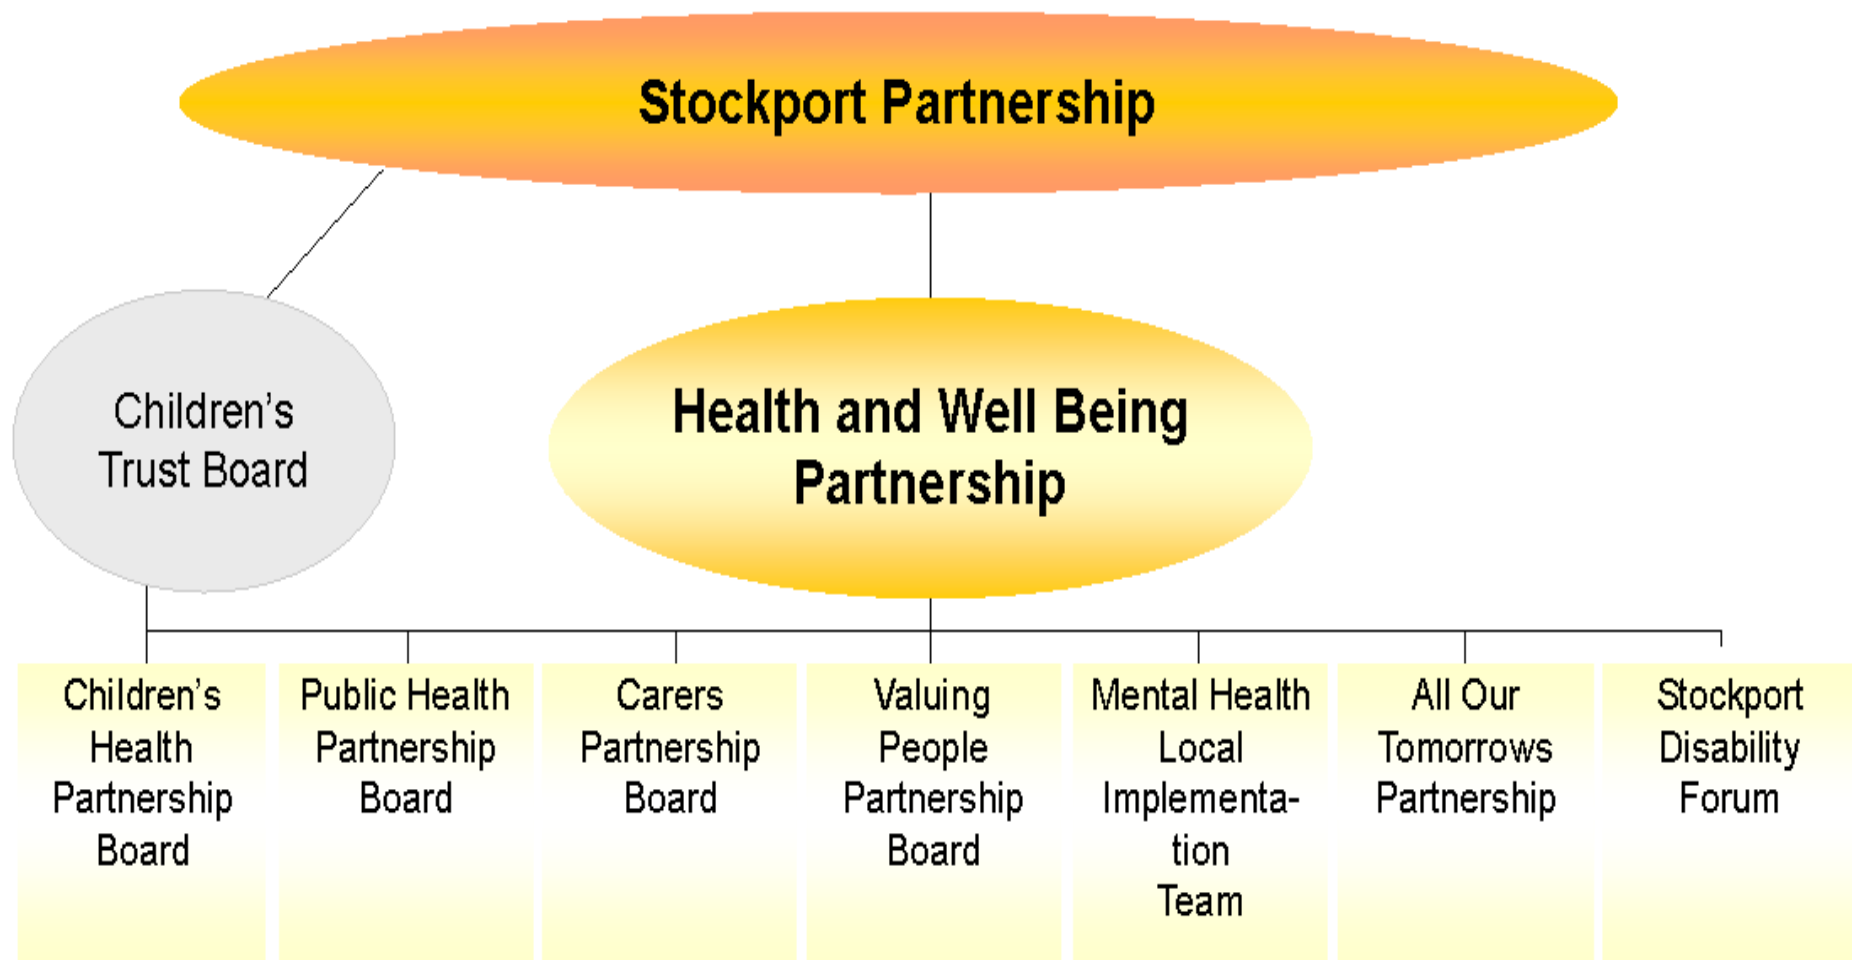 Stockport Partnership
Children’s
Trust Board
Health and Well Being
Partnership
Children’s
Health
Partnership
Board
Public Health
Partnership
Board
Carers
Partnership
Board
Valuing
People
Partnership
Board
Mental Health
Local
Implementa-
tion
Team
All Our
Tomorrows
Partnership
Stockport
Disability
Forum